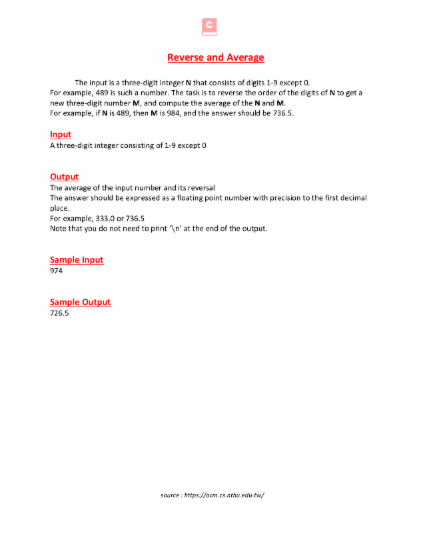 C
Reverse and Average
The input is a three-digit integer N that consists of digits 1-9 except 0.
For example, 489 is such a number. The task is to reverse the order of the digits of N to get a
new three-digit number M, and compute the average of the N and M.
For example, if N is 489, then M is 984, and the answer should be 736.5.
Input
A three-digit integer consisting of 1-9 except 0
Output
The average of the input number and its reversal
The answer should be expressed as a floating point number with precision to the first decimal
place.
For example, 333.0 or 736.5
Note that you do not need to print '\n' at the end of the output.
Sample Input
974
Sample Output
726.5
source : https://acm.cs.nthu.edu.tw/